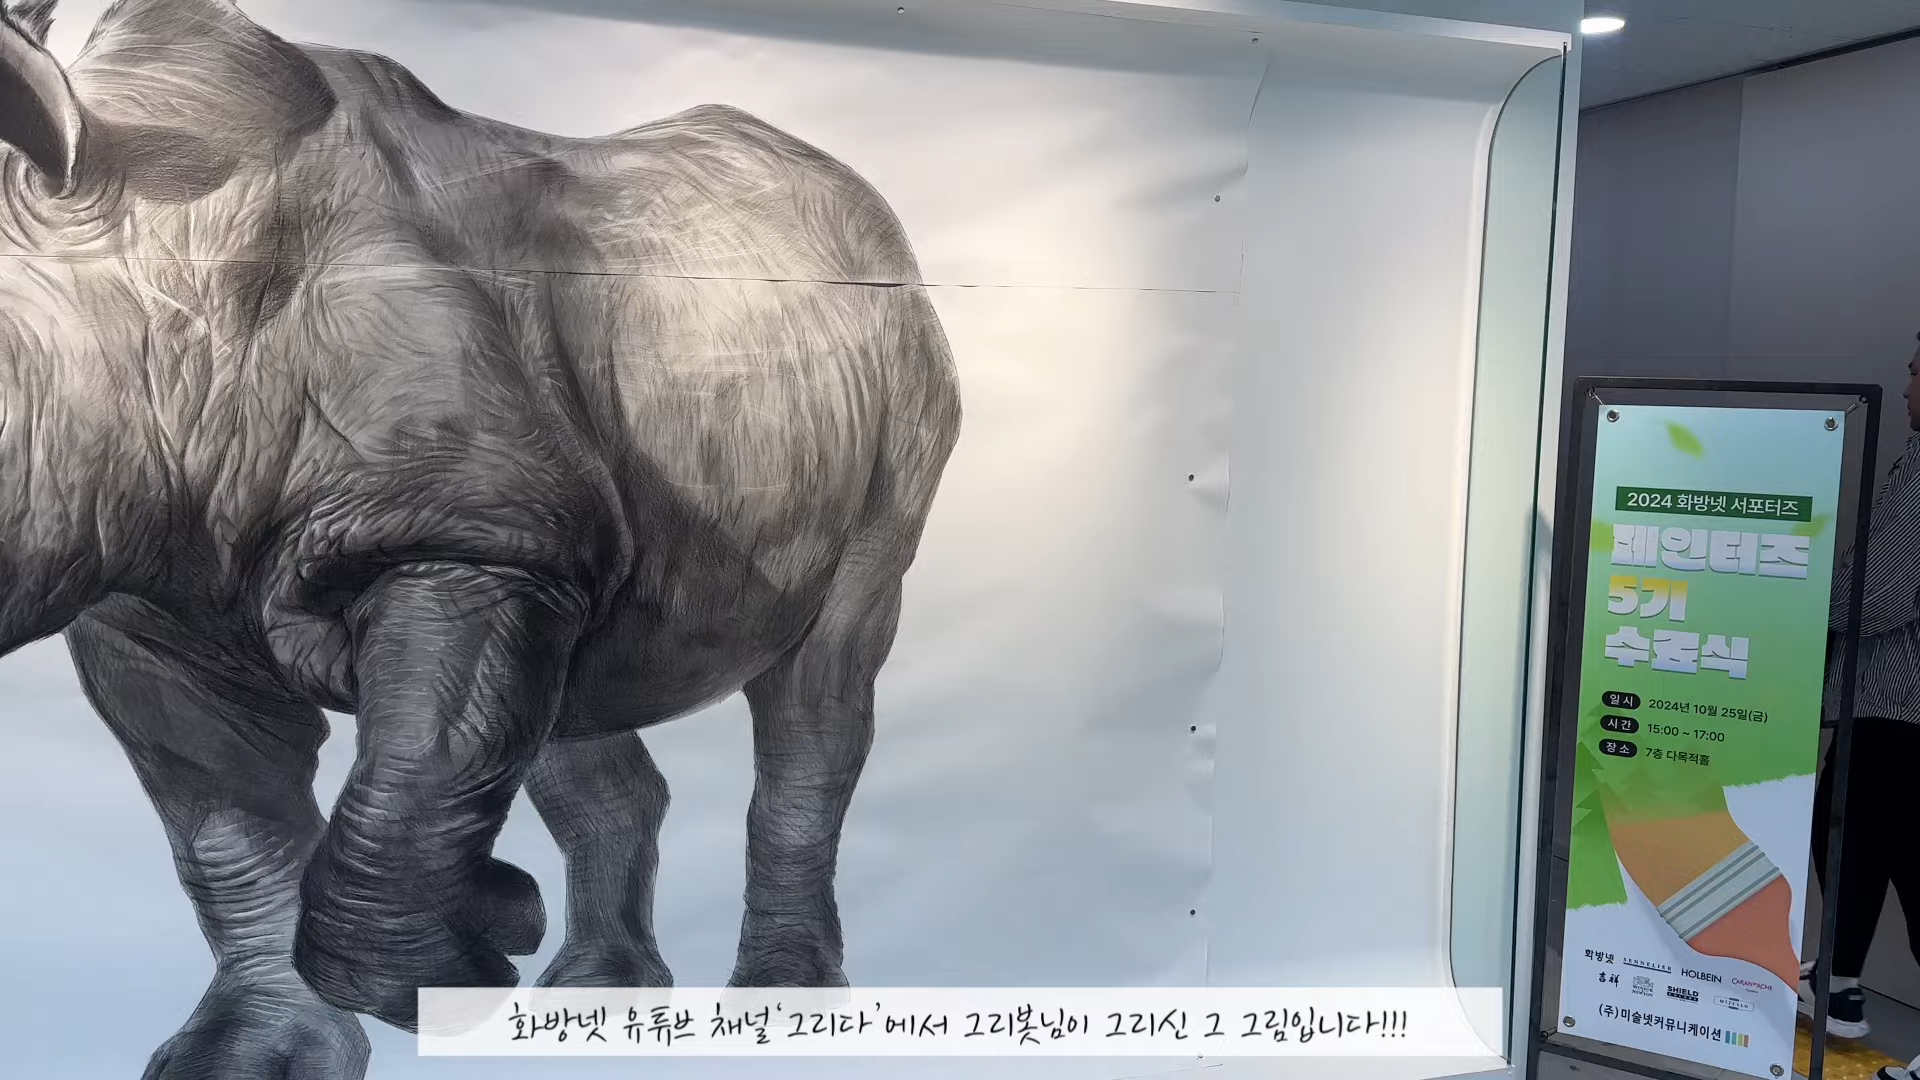 2024 화방넷 서포터즈
페인터즈
5기
수료식
일시 2024년 10월 25일(금)
시간 15:00 ~ 17:00
장소 7층 다목적홀
화방넷 SENNELIER HOLBEIN CARAN D'ACHE
吉祥 SHIELD MIJELLO
(주)미술넷커뮤니케이션
화방넷 유튜브 채널 '그리다'에서 그리봇님이 그리신 그 그림입니다!!!